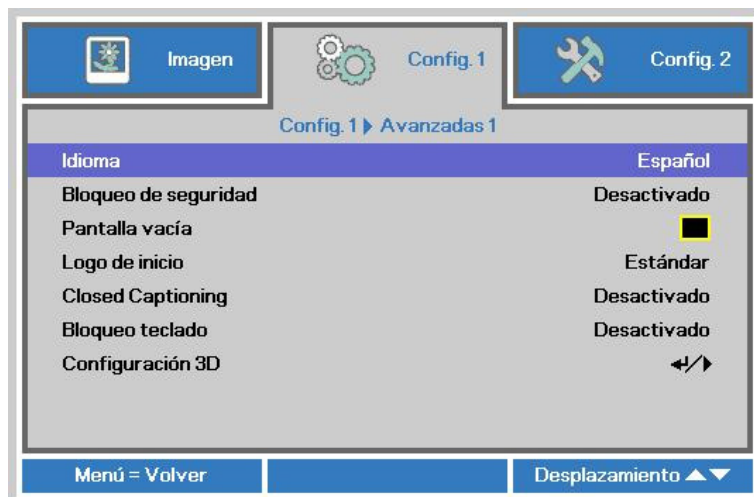 Imagen Config. 1 Config. 2
Config. 1 Avanzadas 1
Idioma Español
Bloqueo de seguridad Desactivado
Pantalla vacía
Logo de inicio Estándar
Closed Captioning Desactivado
Bloqueo teclado Desactivado
Configuración 3D
Menú = Volver Desplazamiento